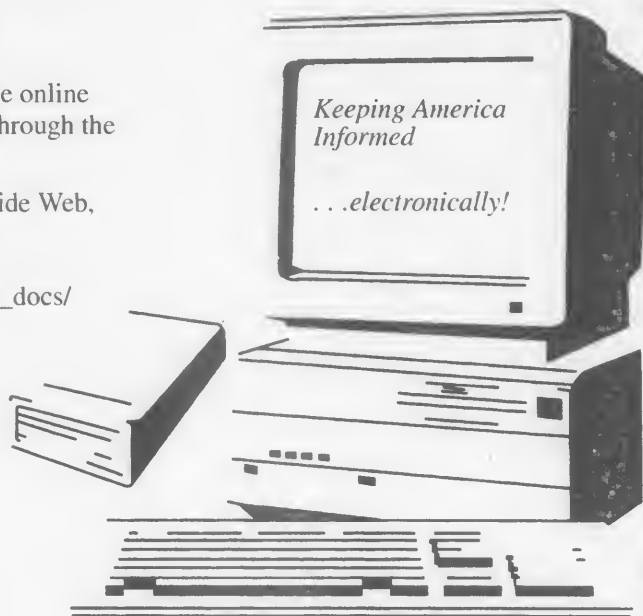 e online
hrough the
ide Web,
_docs/
Keeping America
Informed
. . .electronically!